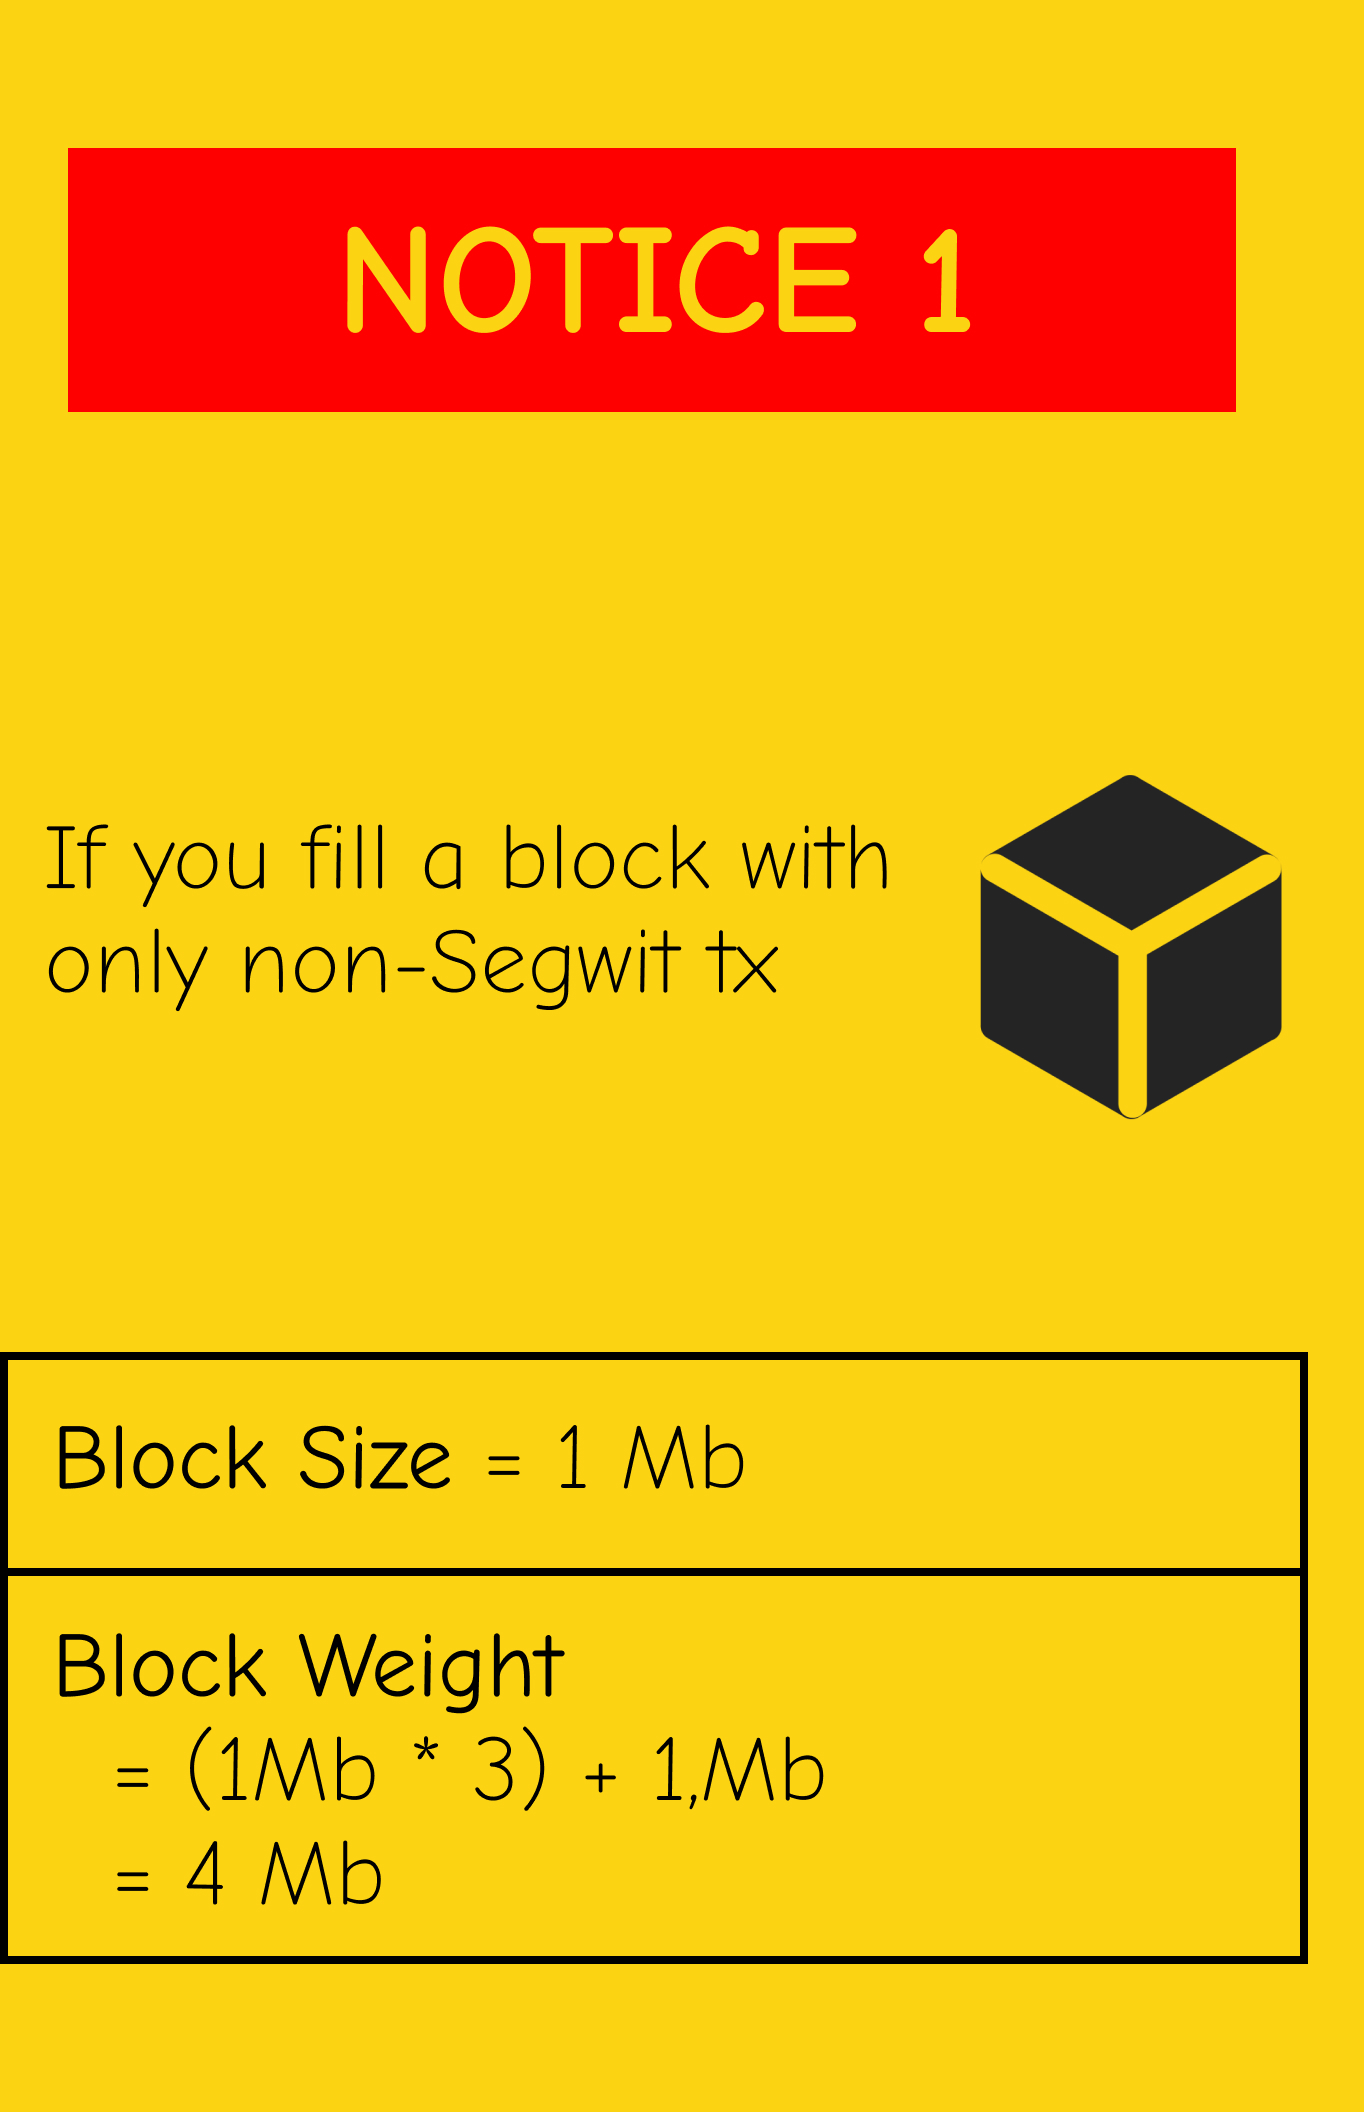 NOTICE 1
If you fill a block with
only non-Segwit tx
Block Size = 1 Mb
Block Weight
= (1Mb * 3) + 1,Mb
= 4 Mb